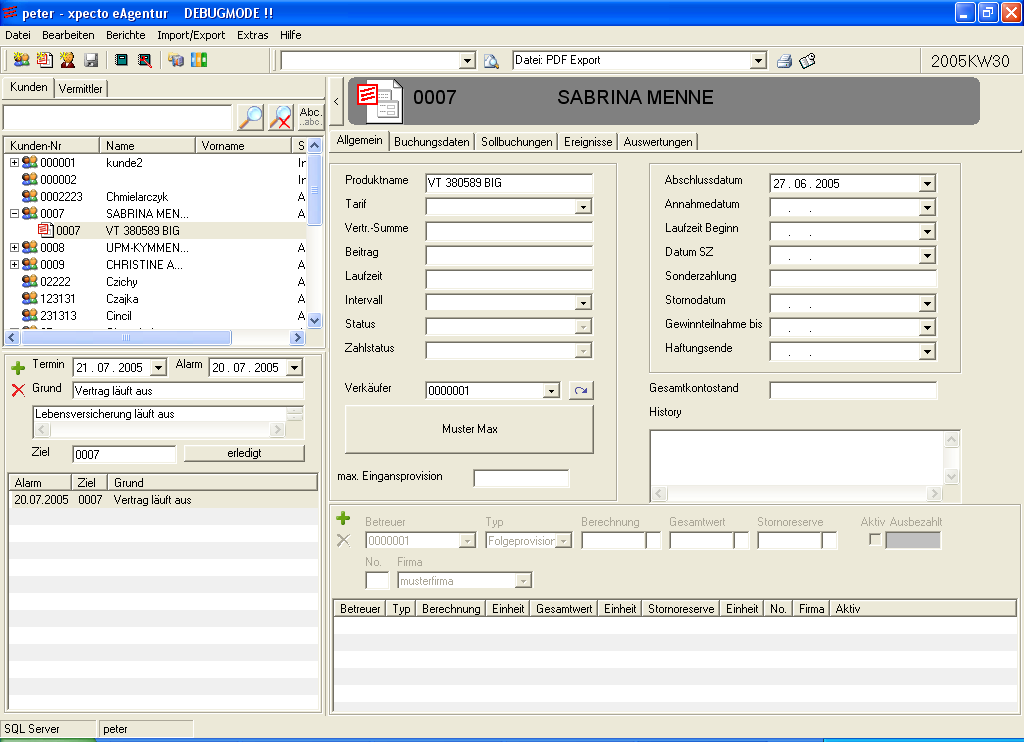 peter - xpecto eAgentur DEBUGMODE !!
Datei Bearbeiten Berichte Import/Export Extras Hilfe
Datei: PDF Export
2005KW30
Kunden Vermittler
Abc.
..abc.
Kunden-Nr Name Vorname S
000001 kunde2 In
000002 In
0002223 Chmielarczyk A
0007 SABRINA MEN... A
0007 VT 380589 BIG
0008 UPM-KYMMEN... A
0009 CHRISTINE A... A
02222 Czichy A
123131 Czajka A
231313 Cincil A
Termin 21 . 07 . 2005 Alarm 20 . 07 . 2005
Grund Vertrag läuft aus
Lebensversicherung läuft aus
Ziel 0007 erledigt
Alarm Ziel Grund
20.07.2005 0007 Vertrag läuft aus
0007 SABRINA MENNE
Allgemein Buchungsdaten Sollbuchungen Ereignisse Auswertungen
Produktname VT 380589 BIG
Tarif
Vertr.-Summe
Beitrag
Laufzeit
Intervall
Status
Zahlstatus
Verkäufer 0000001
Muster Max
max. Eingansprovision
Abschlussdatum 27 . 06 . 2005
Annahmedatum . .
Laufzeit Beginn . .
Datum SZ . .
Sonderzahlung
Stornodatum . .
Gewinnteilnahme bis . .
Haftungsende . .
Gesamtkontostand
History
Betreuer Typ Berechnung Gesamtwert Stornoreserve Aktiv Ausbezahlt
0000001 Folgeprovision
No. Firma
musterfirma
Betreuer Typ Berechnung Einheit Gesamtwert Einheit Stornoreserve Einheit No. Firma Aktiv
SQL Server peter